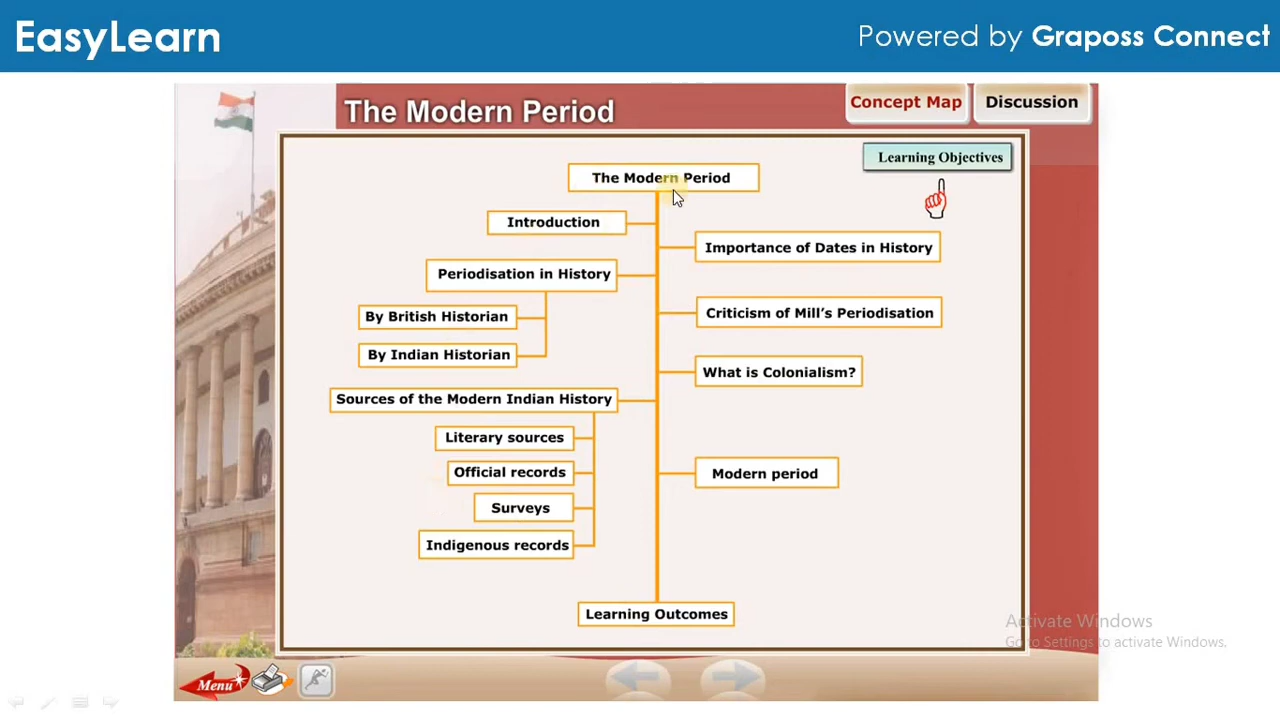 EasyLearn
Powered by Graposs Connect
The Modern Period
Concept Map
Discussion
Learning Objectives
The Modern Period
Introduction
Importance of Dates in History
Periodisation in History
By British Historian
Criticism of Mill's Periodisation
By Indian Historian
What is Colonialism?
Sources of the Modern Indian History
Literary sources
Official records
Modern period
Surveys
Indigenous records
Learning Outcomes
Activate Windows
Go to Settings to activate Windows.
Menu